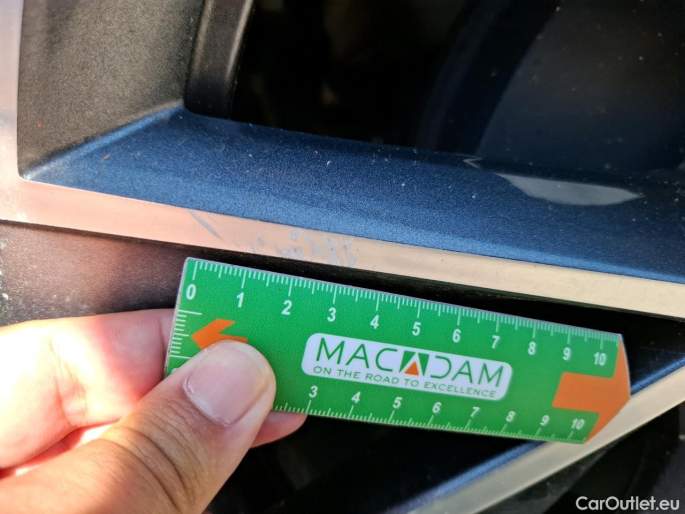 0 1 2 3 4 5 6 7 8 9 10
MACADAM
ON THE ROAD TO EXCELLENCE
3 4 5 6 7 8 9 10
CarOutlet.eu